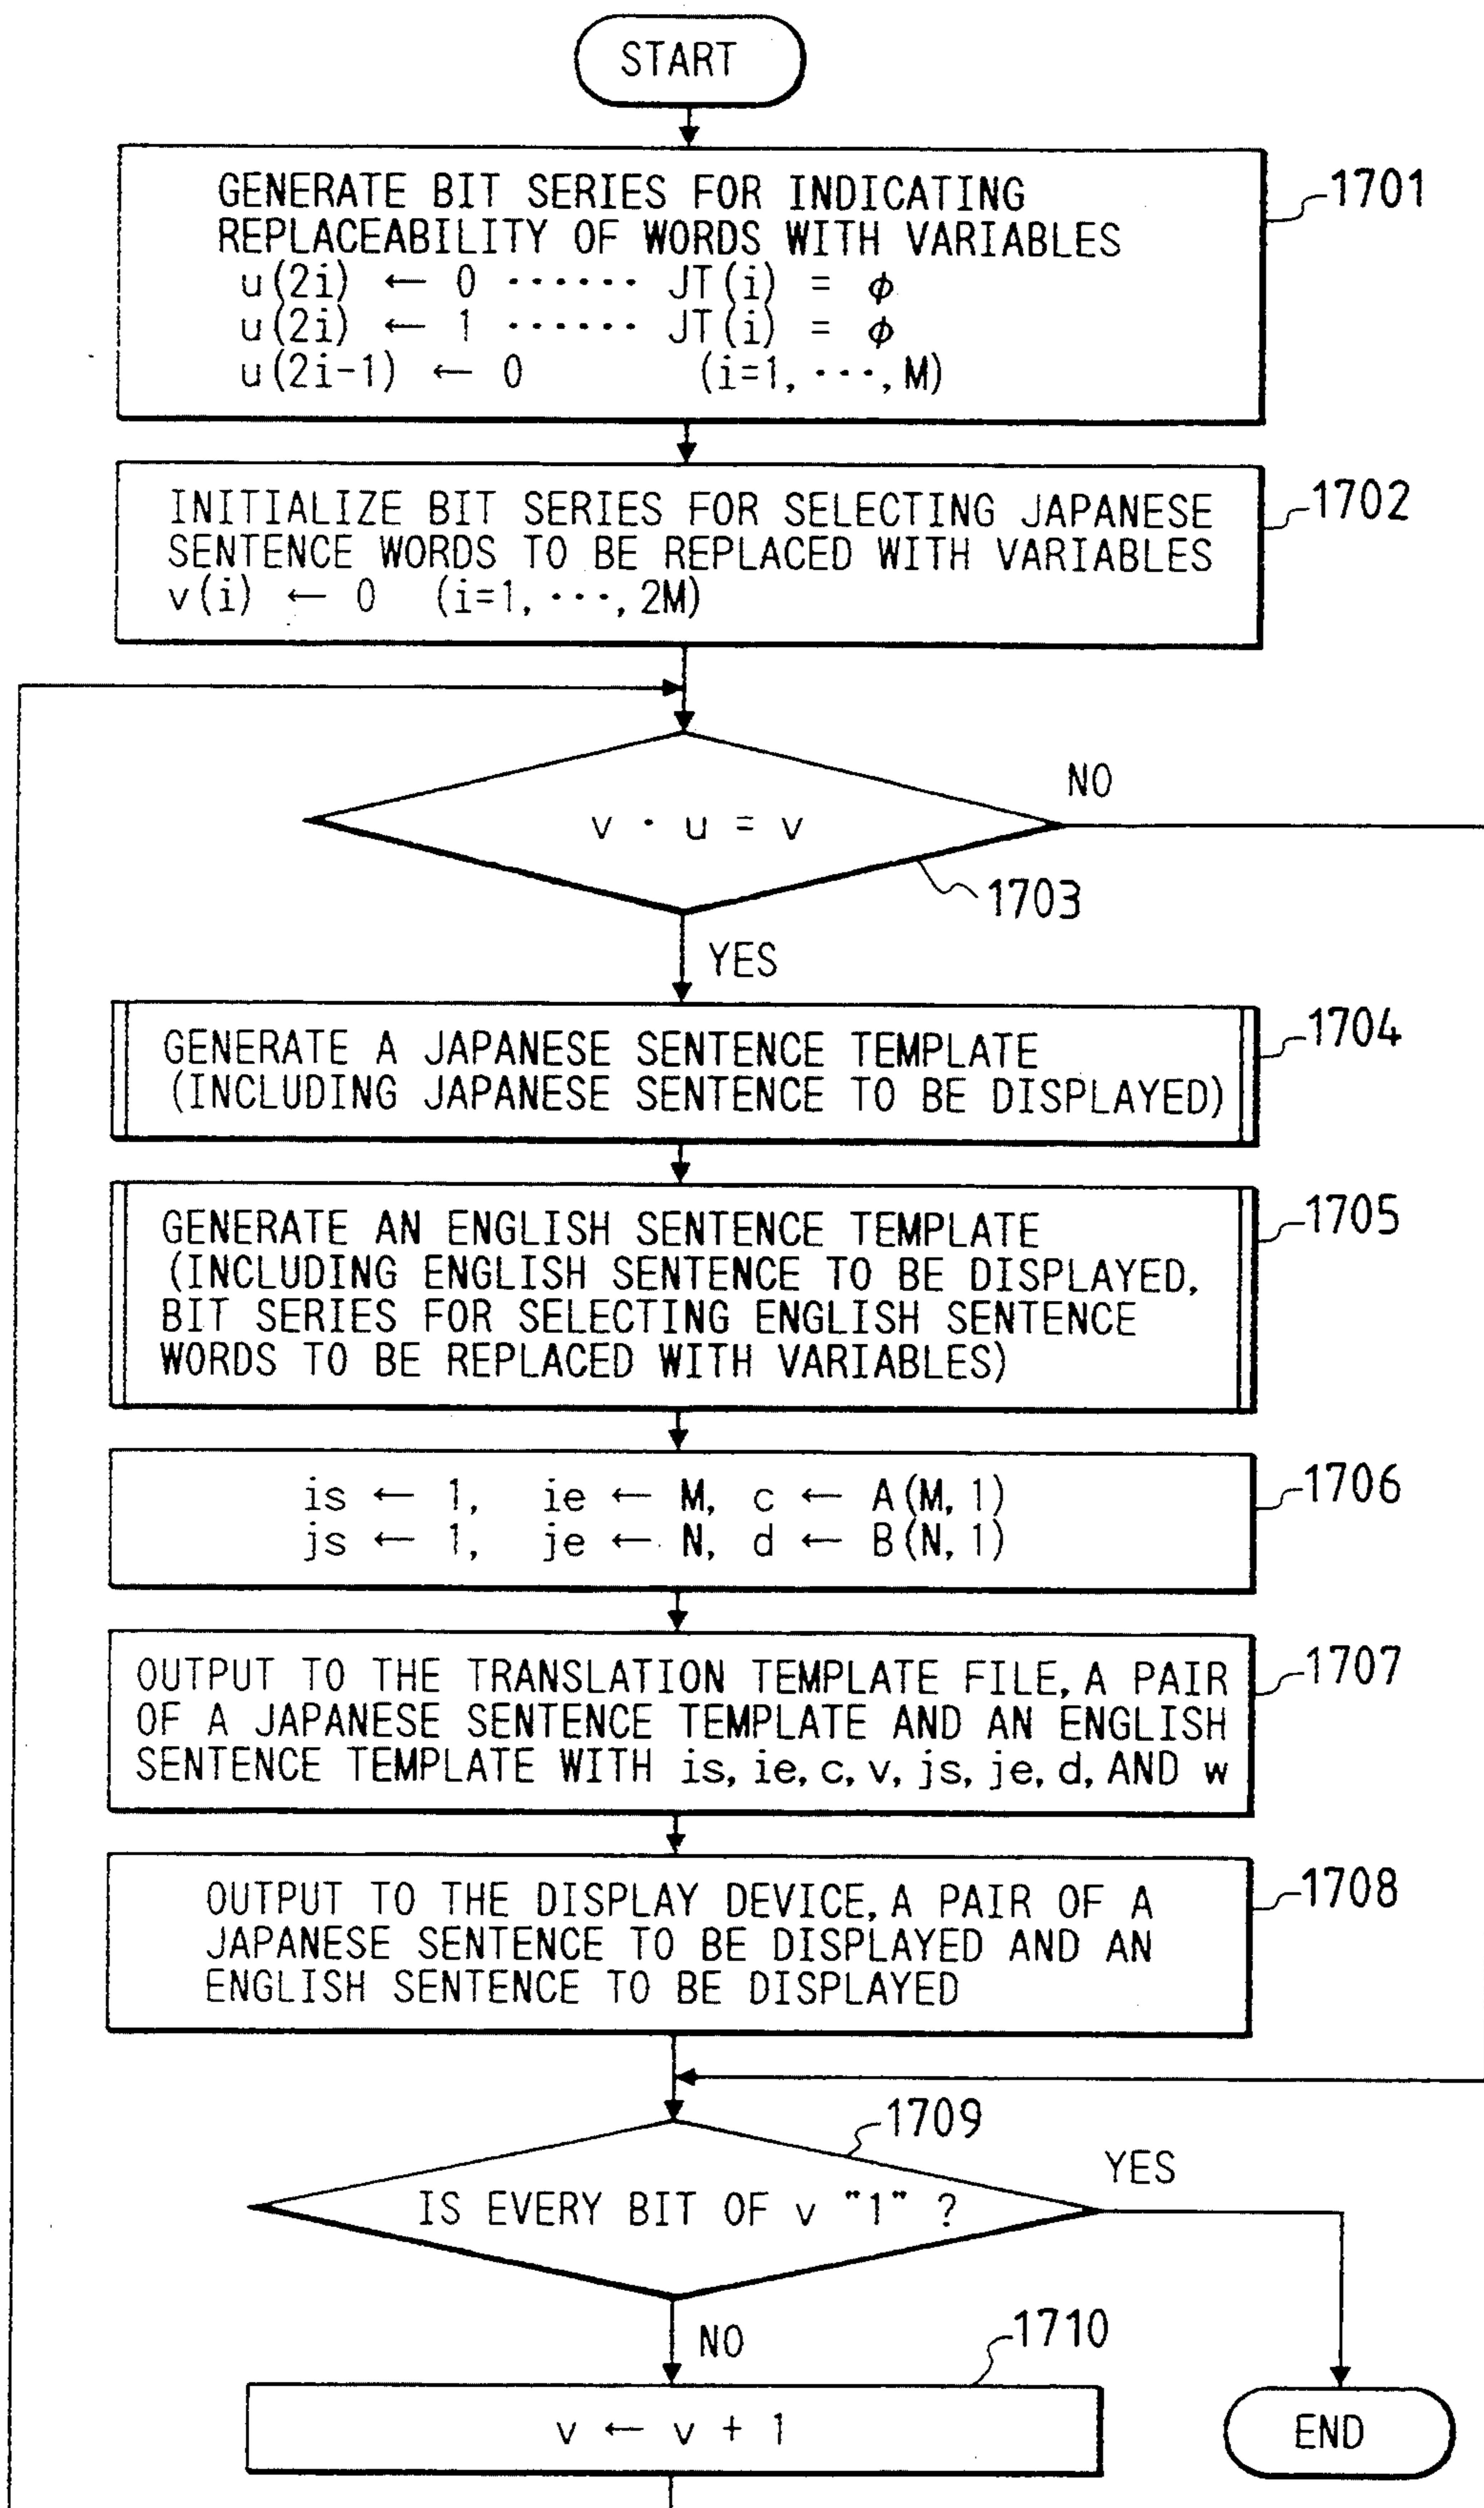 START
GENERATE BIT SERIES FOR INDICATING
REPLACEABILITY OF WORDS WITH VARIABLES
u(2i) ← 0 ······ JT(i) = ϕ
u(2i) ← 1 ······ JT(i) = ϕ
u(2i-1) ← 0 (i=1, ···, M)
1701
INITIALIZE BIT SERIES FOR SELECTING JAPANESE
SENTENCE WORDS TO BE REPLACED WITH VARIABLES
v(i) ← 0 (i=1, ···, 2M)
1702
v · u = v
NO
1703
YES
GENERATE A JAPANESE SENTENCE TEMPLATE
(INCLUDING JAPANESE SENTENCE TO BE DISPLAYED)
1704
GENERATE AN ENGLISH SENTENCE TEMPLATE
(INCLUDING ENGLISH SENTENCE TO BE DISPLAYED,
BIT SERIES FOR SELECTING ENGLISH SENTENCE
WORDS TO BE REPLACED WITH VARIABLES)
1705
is ← 1, ie ← M, c ← A(M, 1)
js ← 1, je ← N, d ← B(N, 1)
1706
OUTPUT TO THE TRANSLATION TEMPLATE FILE, A PAIR
OF A JAPANESE SENTENCE TEMPLATE AND AN ENGLISH
SENTENCE TEMPLATE WITH is, ie, c, v, js, je, d, AND w
1707
OUTPUT TO THE DISPLAY DEVICE, A PAIR OF A
JAPANESE SENTENCE TO BE DISPLAYED AND AN
ENGLISH SENTENCE TO BE DISPLAYED
1708
1709
IS EVERY BIT OF v "1" ?
YES
NO
1710
v ← v + 1
END